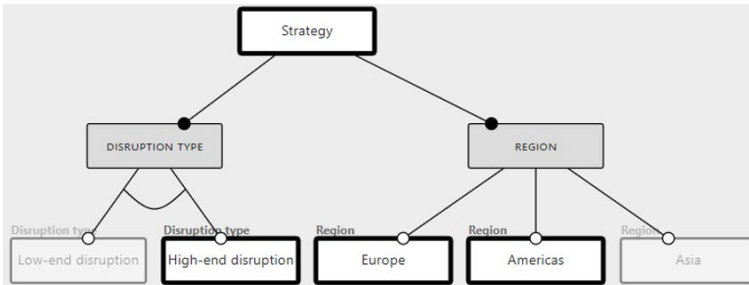 Strategy
DISRUPTION TYPE
REGION
Disruption type
Disruption type
Region
Region
Region
Low-end disruption
High-end disruption
Europe
Americas
Asia